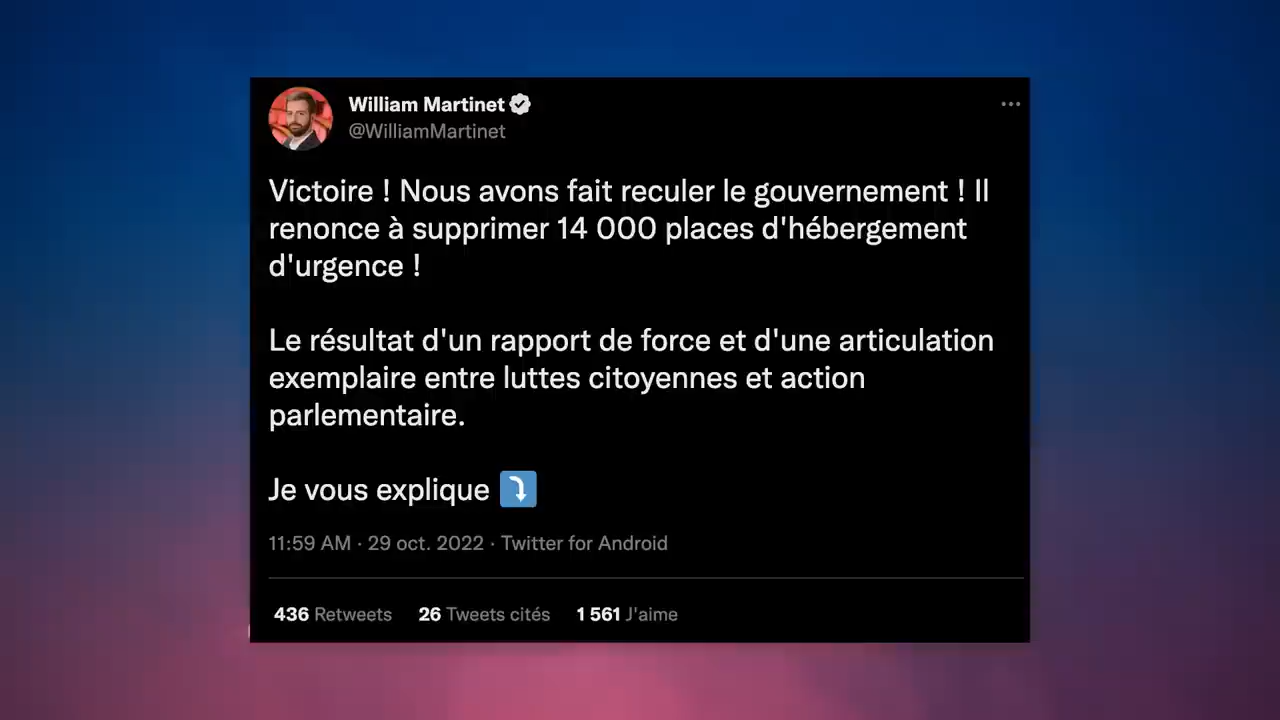 William Martinet
@WilliamMartinet
Victoire ! Nous avons fait reculer le gouvernement ! Il
renonce à supprimer 14 000 places d'hébergement
d'urgence !
Le résultat d'un rapport de force et d'une articulation
exemplaire entre luttes citoyennes et action
parlementaire.
Je vous explique ⤵️
11:59 AM · 29 oct. 2022 · Twitter for Android
436 Retweets 26 Tweets cités 1 561 J'aime